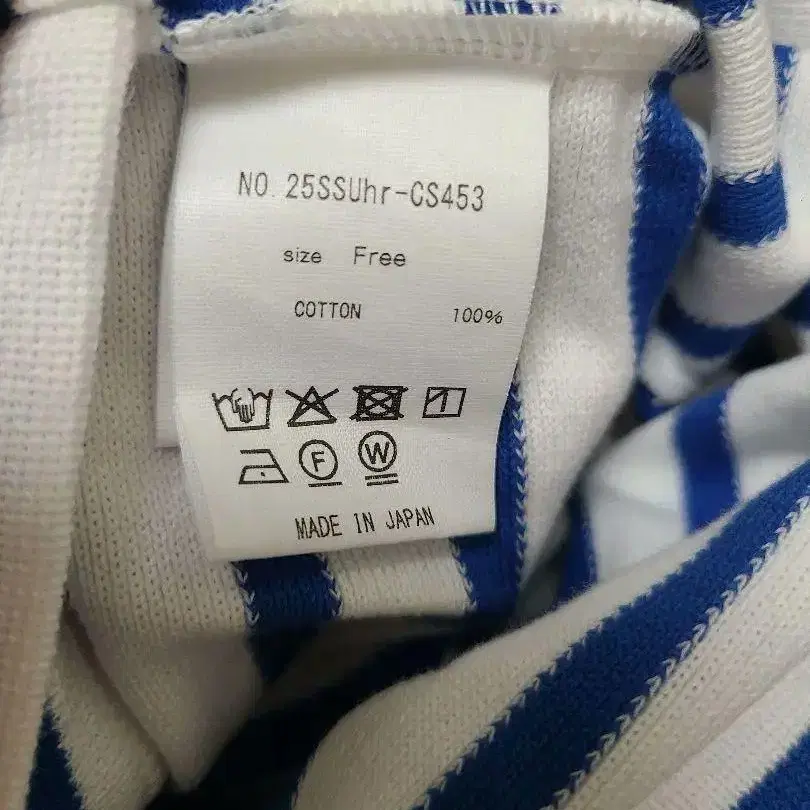 NO. 25SSUhr-CS453
size Free
COTTON 100%
F W
MADE IN JAPAN